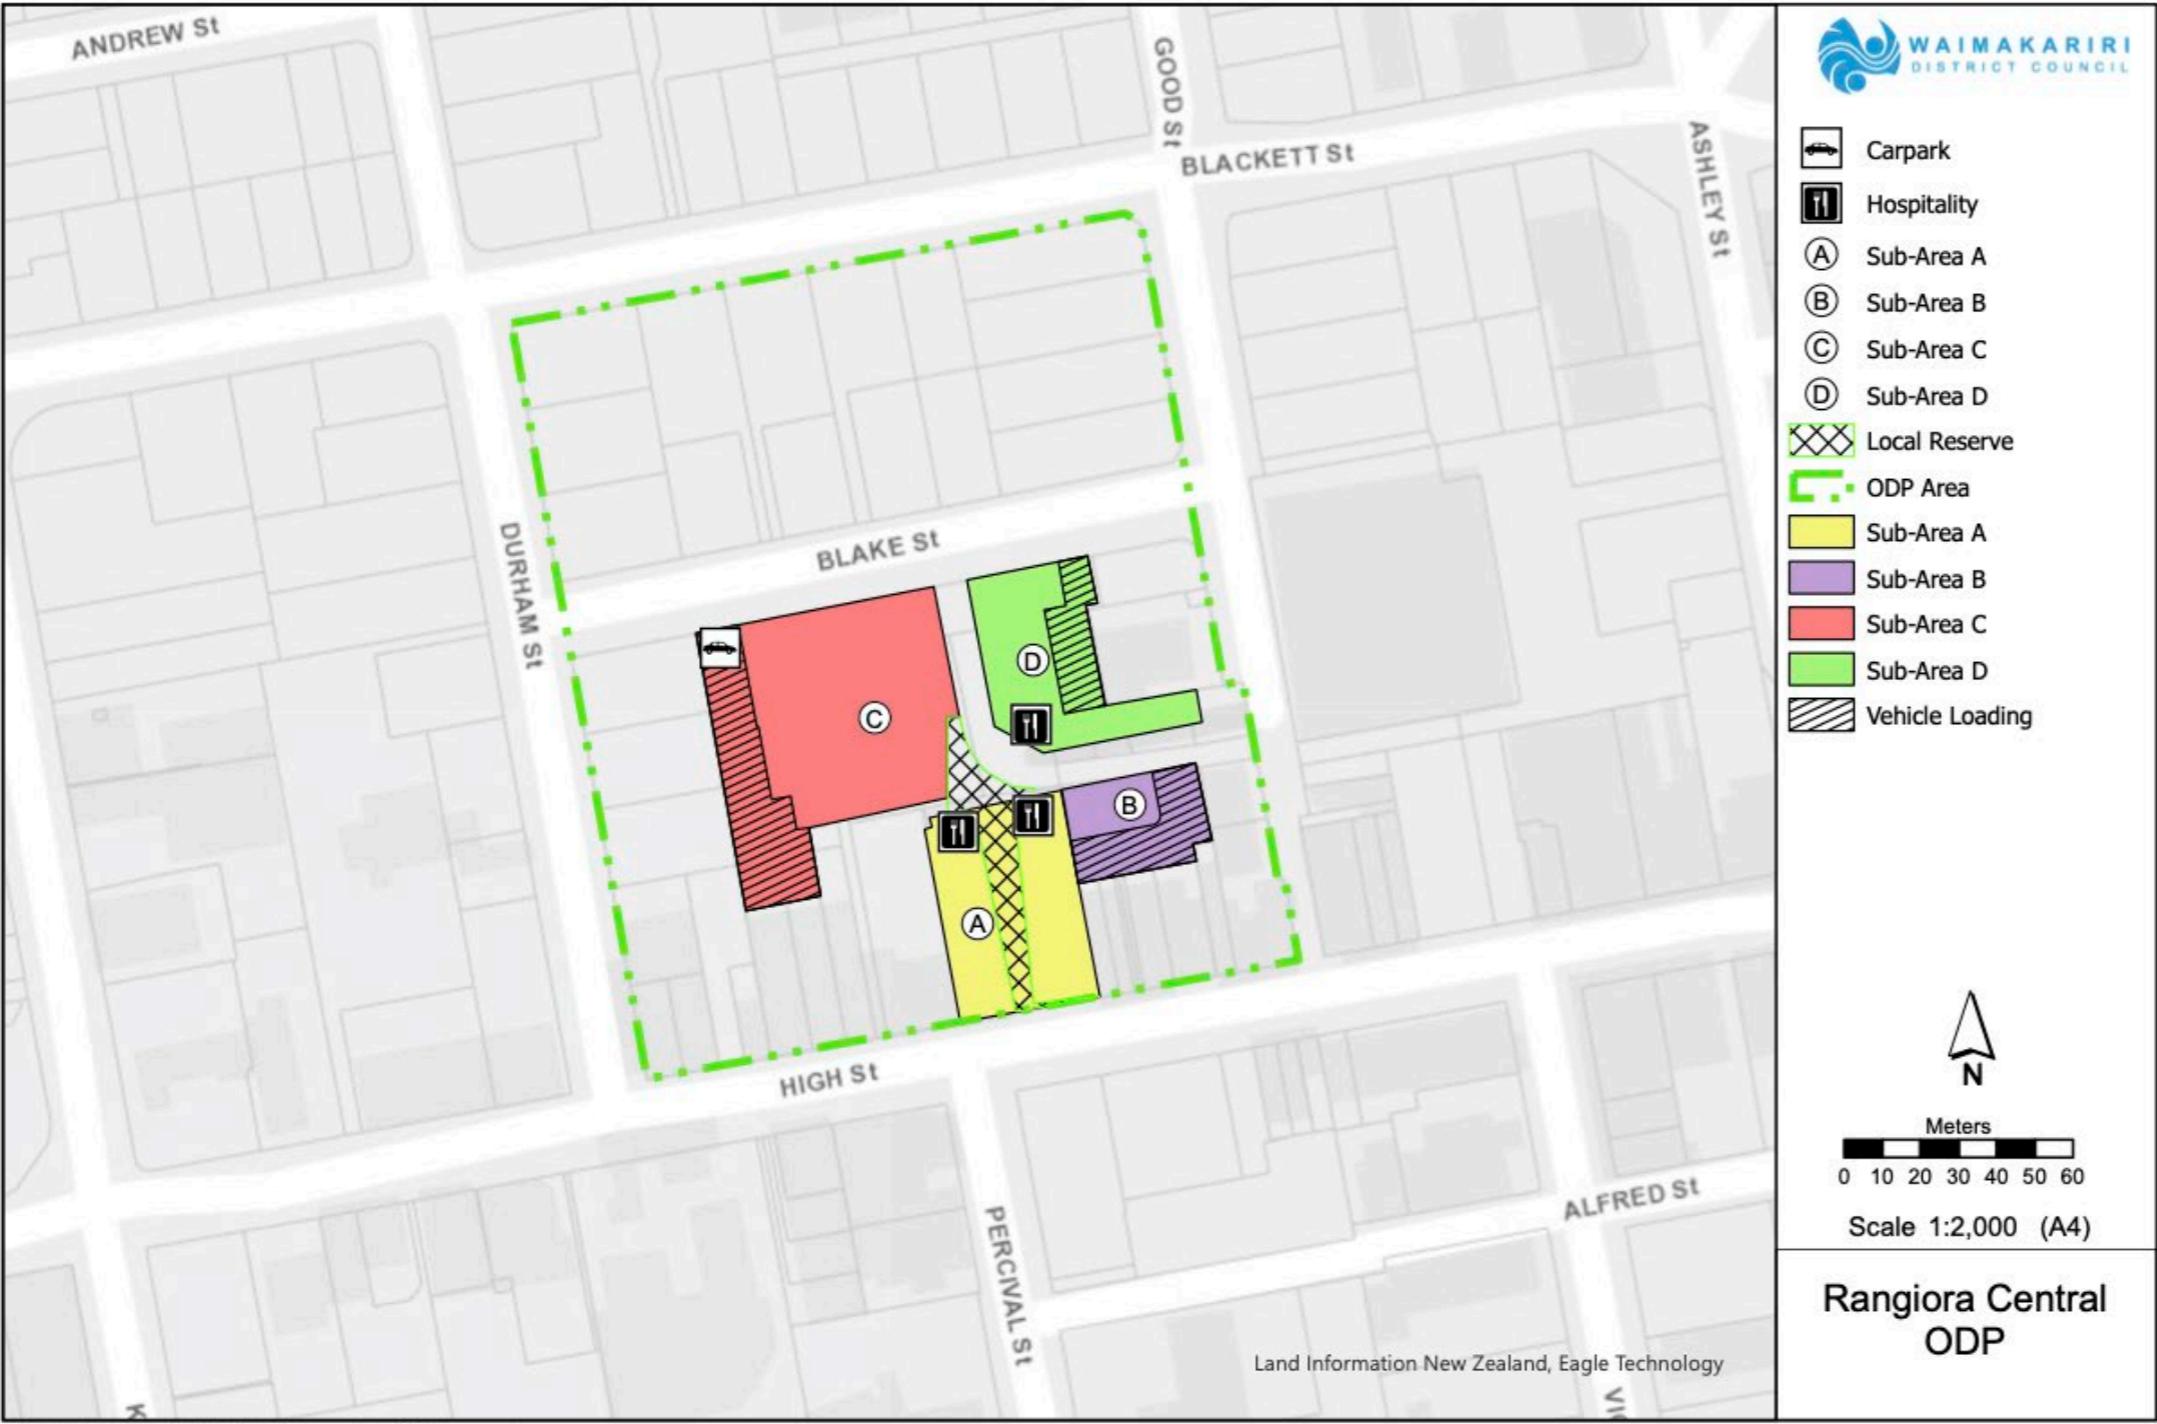 ANDREW St
GOOD St
BLACKETT St
ASHLEY St
DURHAM St
BLAKE St
D
C
B
A
HIGH St
PERCIVAL St
ALFRED St
K
VI
Land Information New Zealand, Eagle Technology
WAIMAKARIRI
DISTRICT COUNCIL
Carpark
Hospitality
A Sub-Area A
B Sub-Area B
C Sub-Area C
D Sub-Area D
Local Reserve
ODP Area
Sub-Area A
Sub-Area B
Sub-Area C
Sub-Area D
Vehicle Loading
N
Meters
0 10 20 30 40 50 60
Scale 1:2,000 (A4)
Rangiora Central
ODP